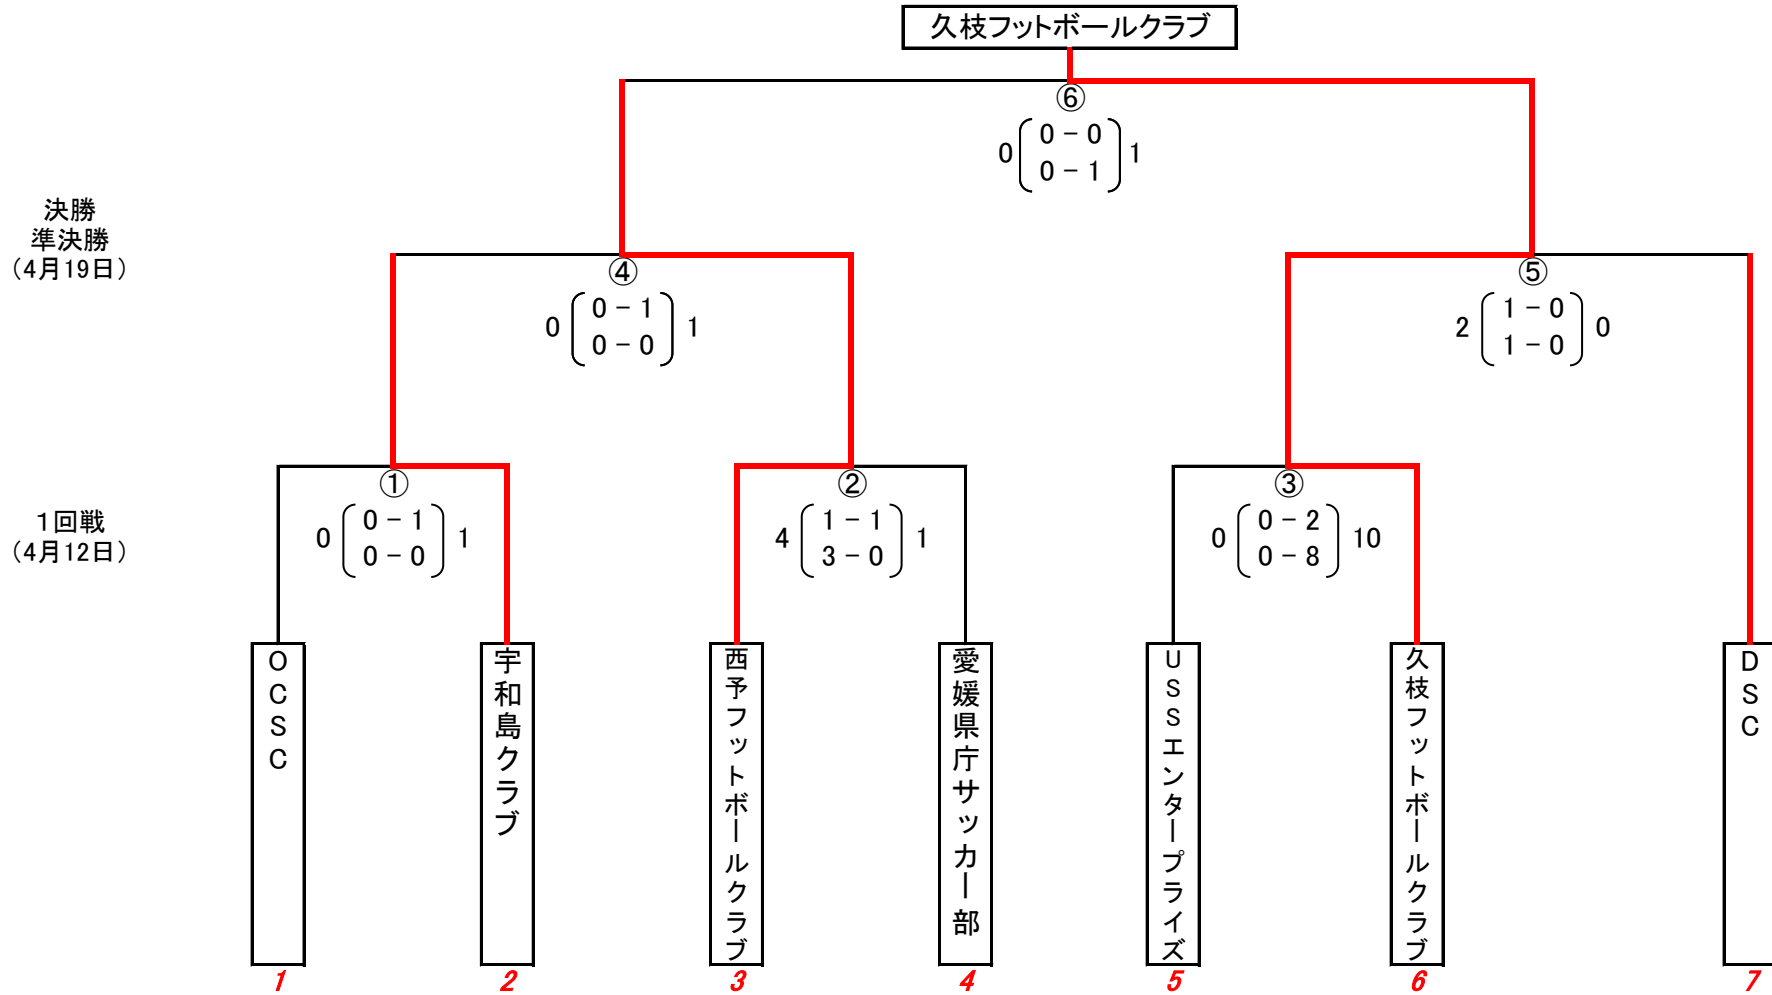 久枝フットボールクラブ
⑥
0 0 − 0 1
0 − 1
決勝
準決勝
（4月19日）
④
0 0 − 1 1
0 − 0
⑤
2 1 − 0 0
1 − 0
1回戦
（4月12日）
①
0 0 − 1 1
0 − 0
②
4 1 − 1 1
3 − 0
③
0 0 − 2 10
0 − 8
OCSC
宇和島クラブ
西予フットボールクラブ
愛媛県庁サッカー部
USSエンタープライズ
久枝フットボールクラブ
DSC
1
2
3
4
5
6
7